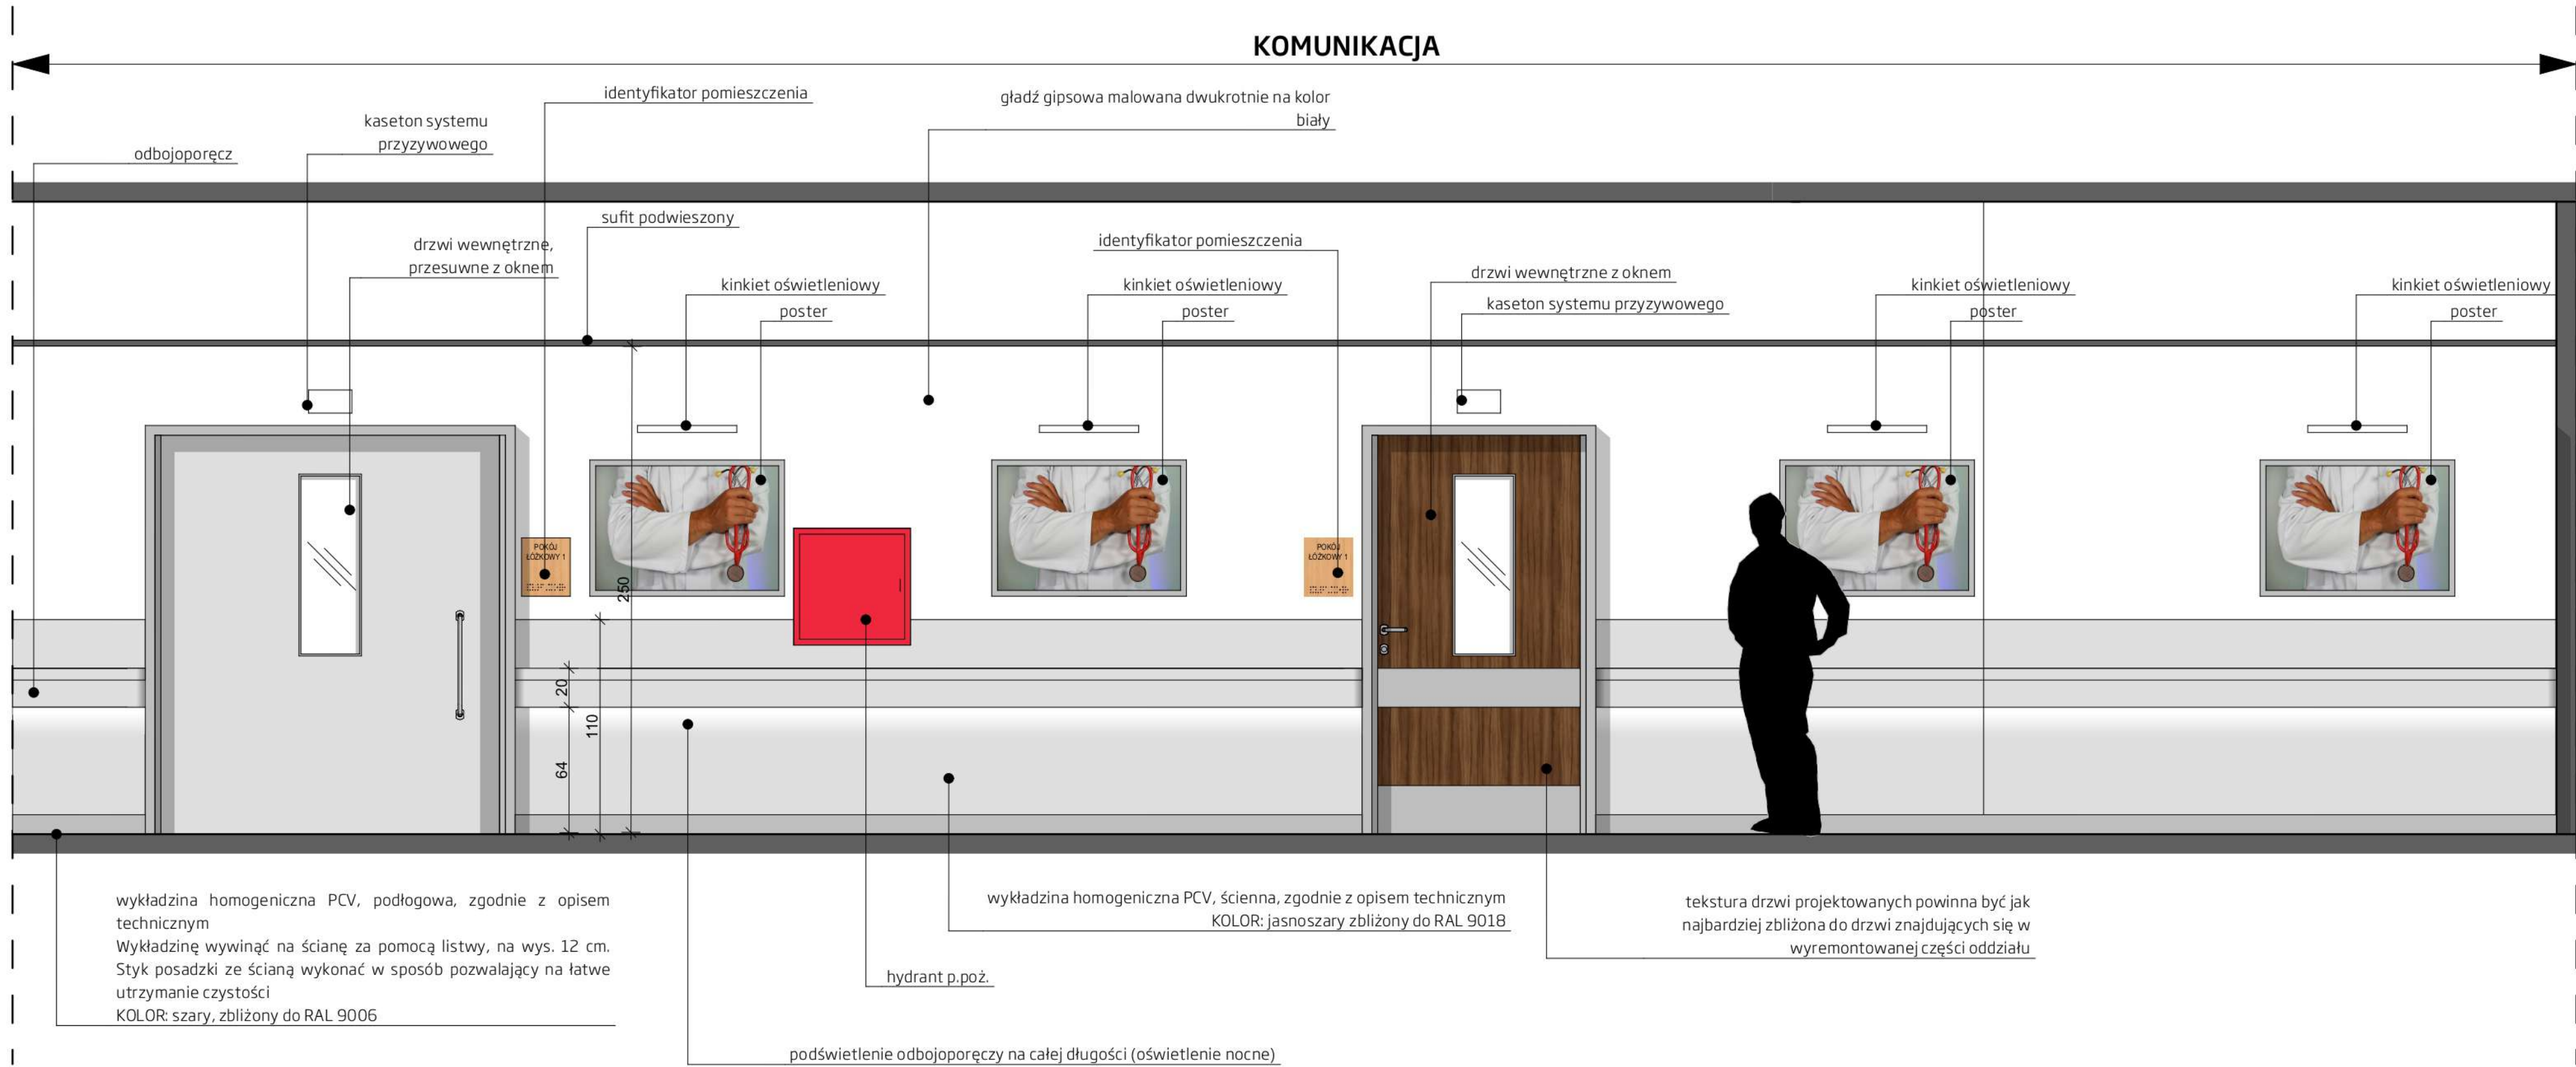 KOMUNIKACJA
identyfikator pomieszczenia
gładź gipsowa malowana dwukrotnie na kolor
biały
kaseton systemu
przyzywowego
odbojoporęcz
sufit podwieszony
drzwi wewnętrzne,
przesuwne z oknem
identyfikator pomieszczenia
kinkiet oświetleniowy
poster
kinkiet oświetleniowy
poster
drzwi wewnętrzne z oknem
kaseton systemu przyzywowego
kinkiet oświetleniowy
poster
kinkiet oświetleniowy
poster
POKÓJ
ŁÓŻKOWY 1
POKÓJ
ŁÓŻKOWY 1
250
20
110
64
wykładzina homogeniczna PCV, podłogowa, zgodnie z opisem
technicznym
Wykładzinę wywinąć na ścianę za pomocą listwy, na wys. 12 cm.
Styk posadzki ze ścianą wykonać w sposób pozwalający na łatwe
utrzymanie czystości
KOLOR: szary, zbliżony do RAL 9006
wykładzina homogeniczna PCV, ścienna, zgodnie z opisem technicznym
KOLOR: jasnoszary zbliżony do RAL 9018
hydrant p.poż.
tekstura drzwi projektowanych powinna być jak
najbardziej zbliżona do drzwi znajdujących się w
wyremontowanej części oddziału
podświetlenie odbojoporęczy na całej długości (oświetlenie nocne)